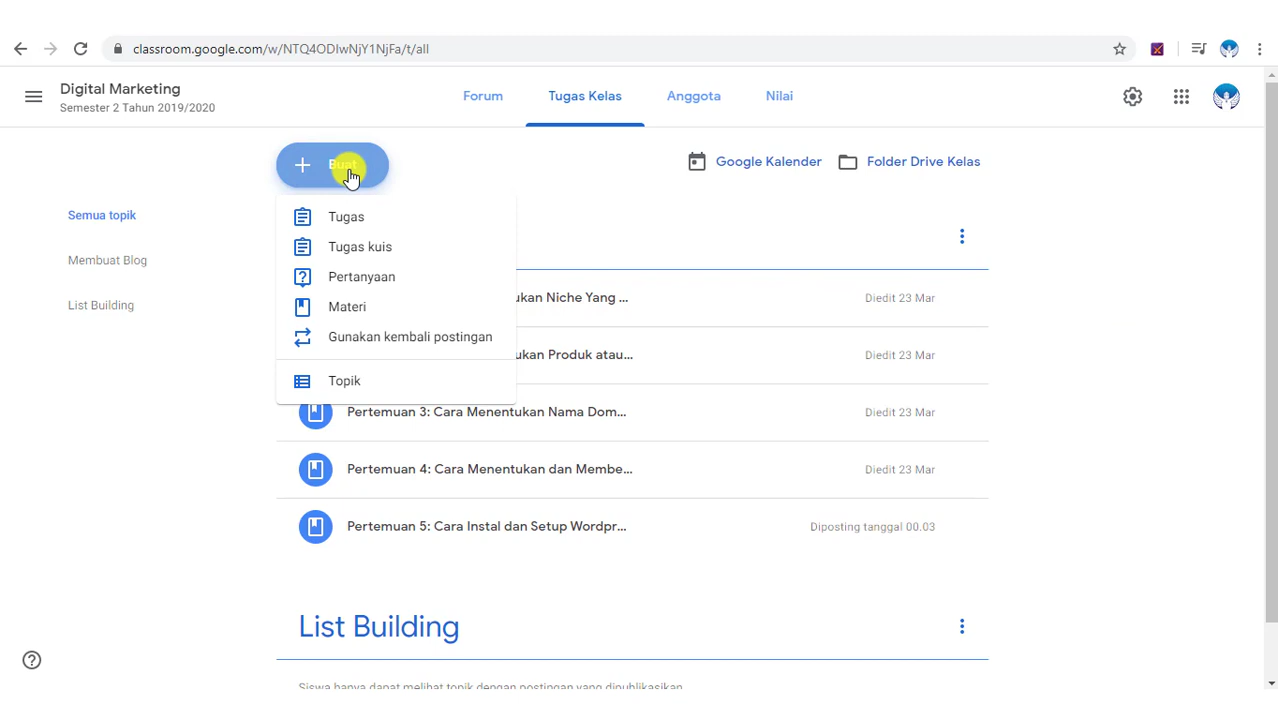 classroom.google.com/w/NTQ4ODIwNjY1NjFa/t/all
Digital Marketing
Semester 2 Tahun 2019/2020
Forum
Tugas Kelas
Anggota
Nilai
Buat
Google Kalender
Folder Drive Kelas
Semua topik
Membuat Blog
List Building
Tugas
Tugas kuis
Pertanyaan
Materi
Gunakan kembali postingan
Topik
ukan Niche Yang ...
Diedit 23 Mar
ukan Produk atau...
Diedit 23 Mar
Pertemuan 3: Cara Menentukan Nama Dom...
Diedit 23 Mar
Pertemuan 4: Cara Menentukan dan Membe...
Diedit 23 Mar
Pertemuan 5: Cara Instal dan Setup Wordpr...
Diposting tanggal 00.03
List Building
Siswa hanya dapat melihat topik dengan postingan yang dipublikasikan